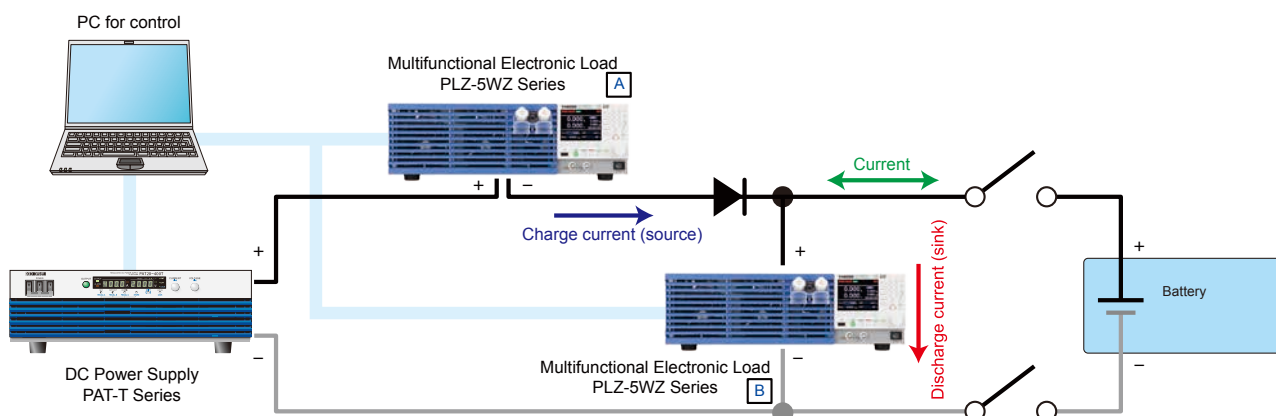 PC for control
Multifunctional Electronic Load
PLZ-5WZ Series
A
+
−
Current
Charge current (source)
+
+
Discharge current (sink)
+
Battery
−
−
−
Multifunctional Electronic Load
PLZ-5WZ Series
B
DC Power Supply
PAT-T Series